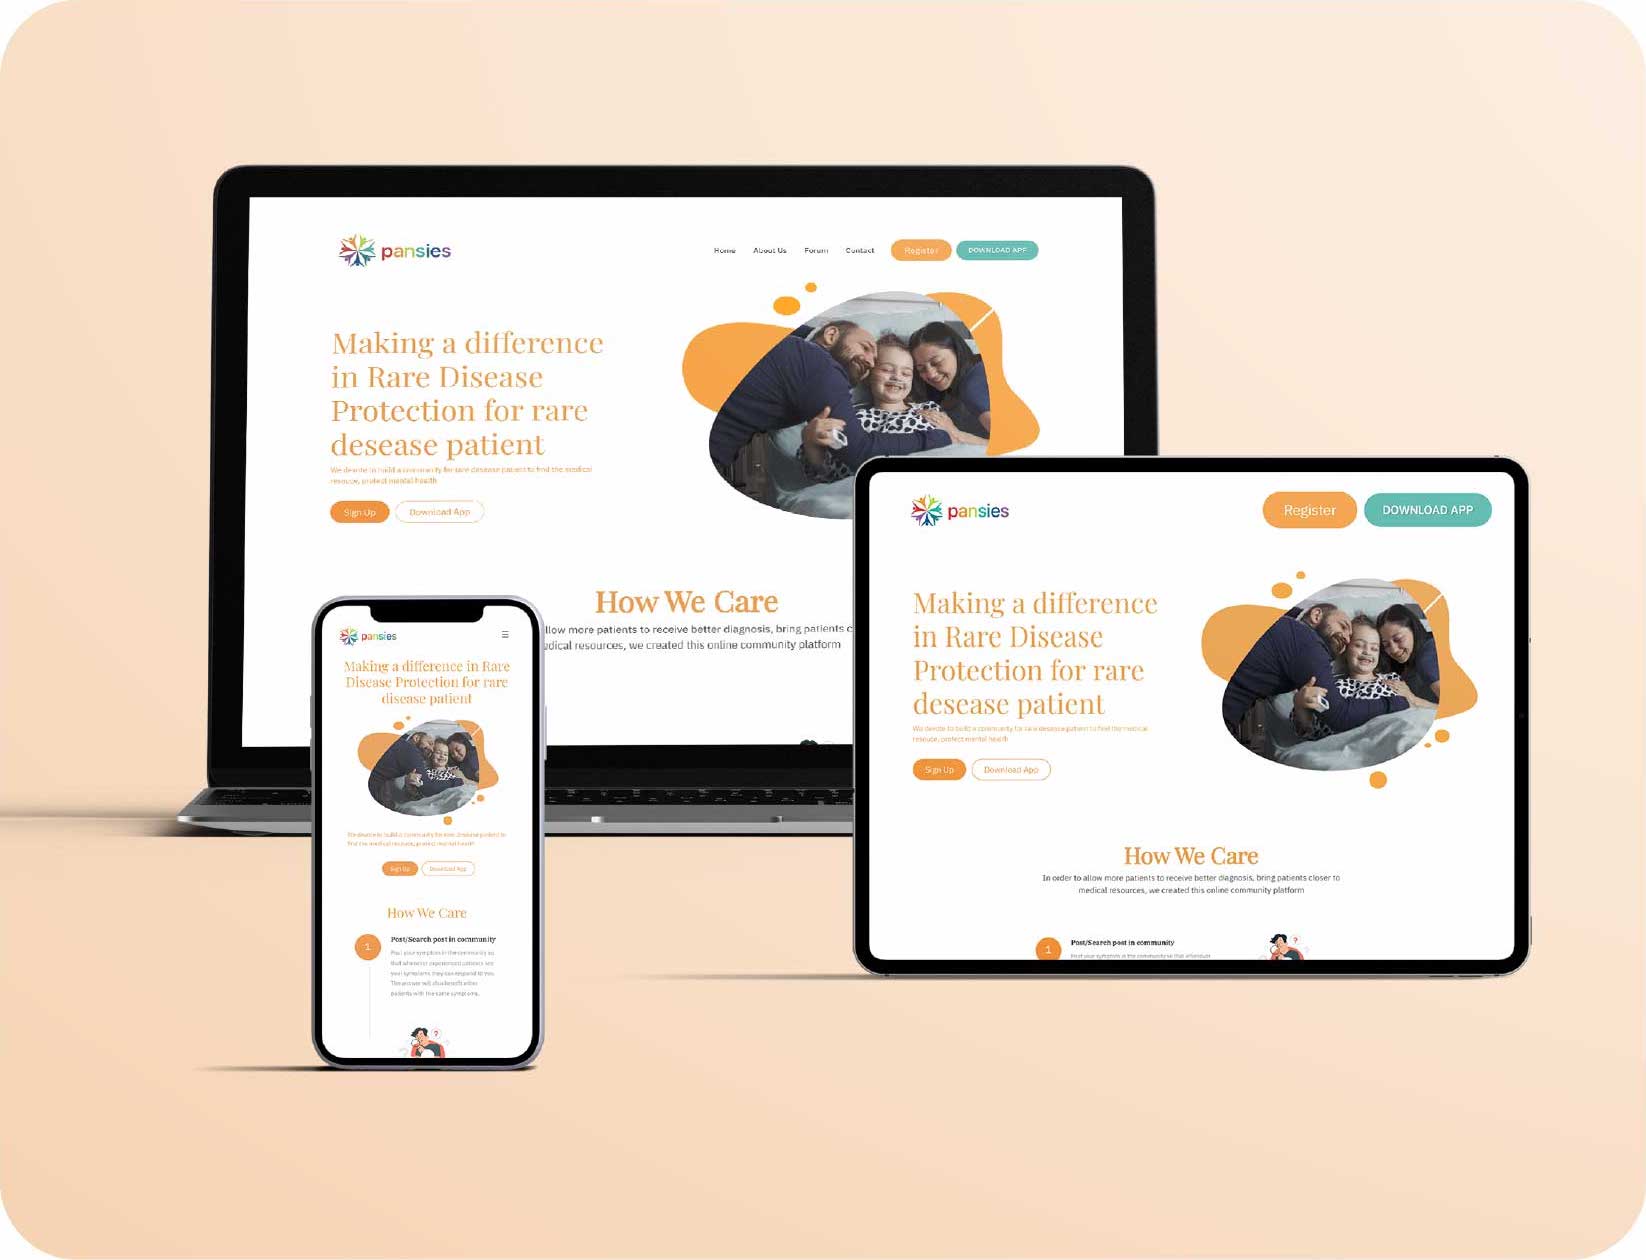 pansies
Home About Us Forum Contact Register DOWNLOAD APP
Making a difference
in Rare Disease
Protection for rare
desease patient
We devote to build a community for rare desease patient to find the medical
resouce, protect mental health
Sign Up Download App
How We Care
llow more patients to receive better diagnosis, bring patients c
dical resources, we created this online community platform
pansies
Register DOWNLOAD APP
Making a difference
in Rare Disease
Protection for rare
desease patient
We devote to build a community for rare desease patient to find the medical
resouce, protect mental health
Sign Up Download App
How We Care
In order to allow more patients to receive better diagnosis, bring patients closer to
medical resources, we created this online community platform
1 Post/Search post in community
Post your symptom in the community so that whenever
?
pansies
Making a difference in Rare
Disease Protection for rare
disease patient
We devote to build a community for rare desease patient to
find the medical resouce, protect mental health
Sign Up Download App
How We Care
1 Post/Search post in community
Post your symptom in the community so
that whenever experienced patients see
your symptoms they can respond to you.
The answer will also benefit other
patients with the same symptoms.
?